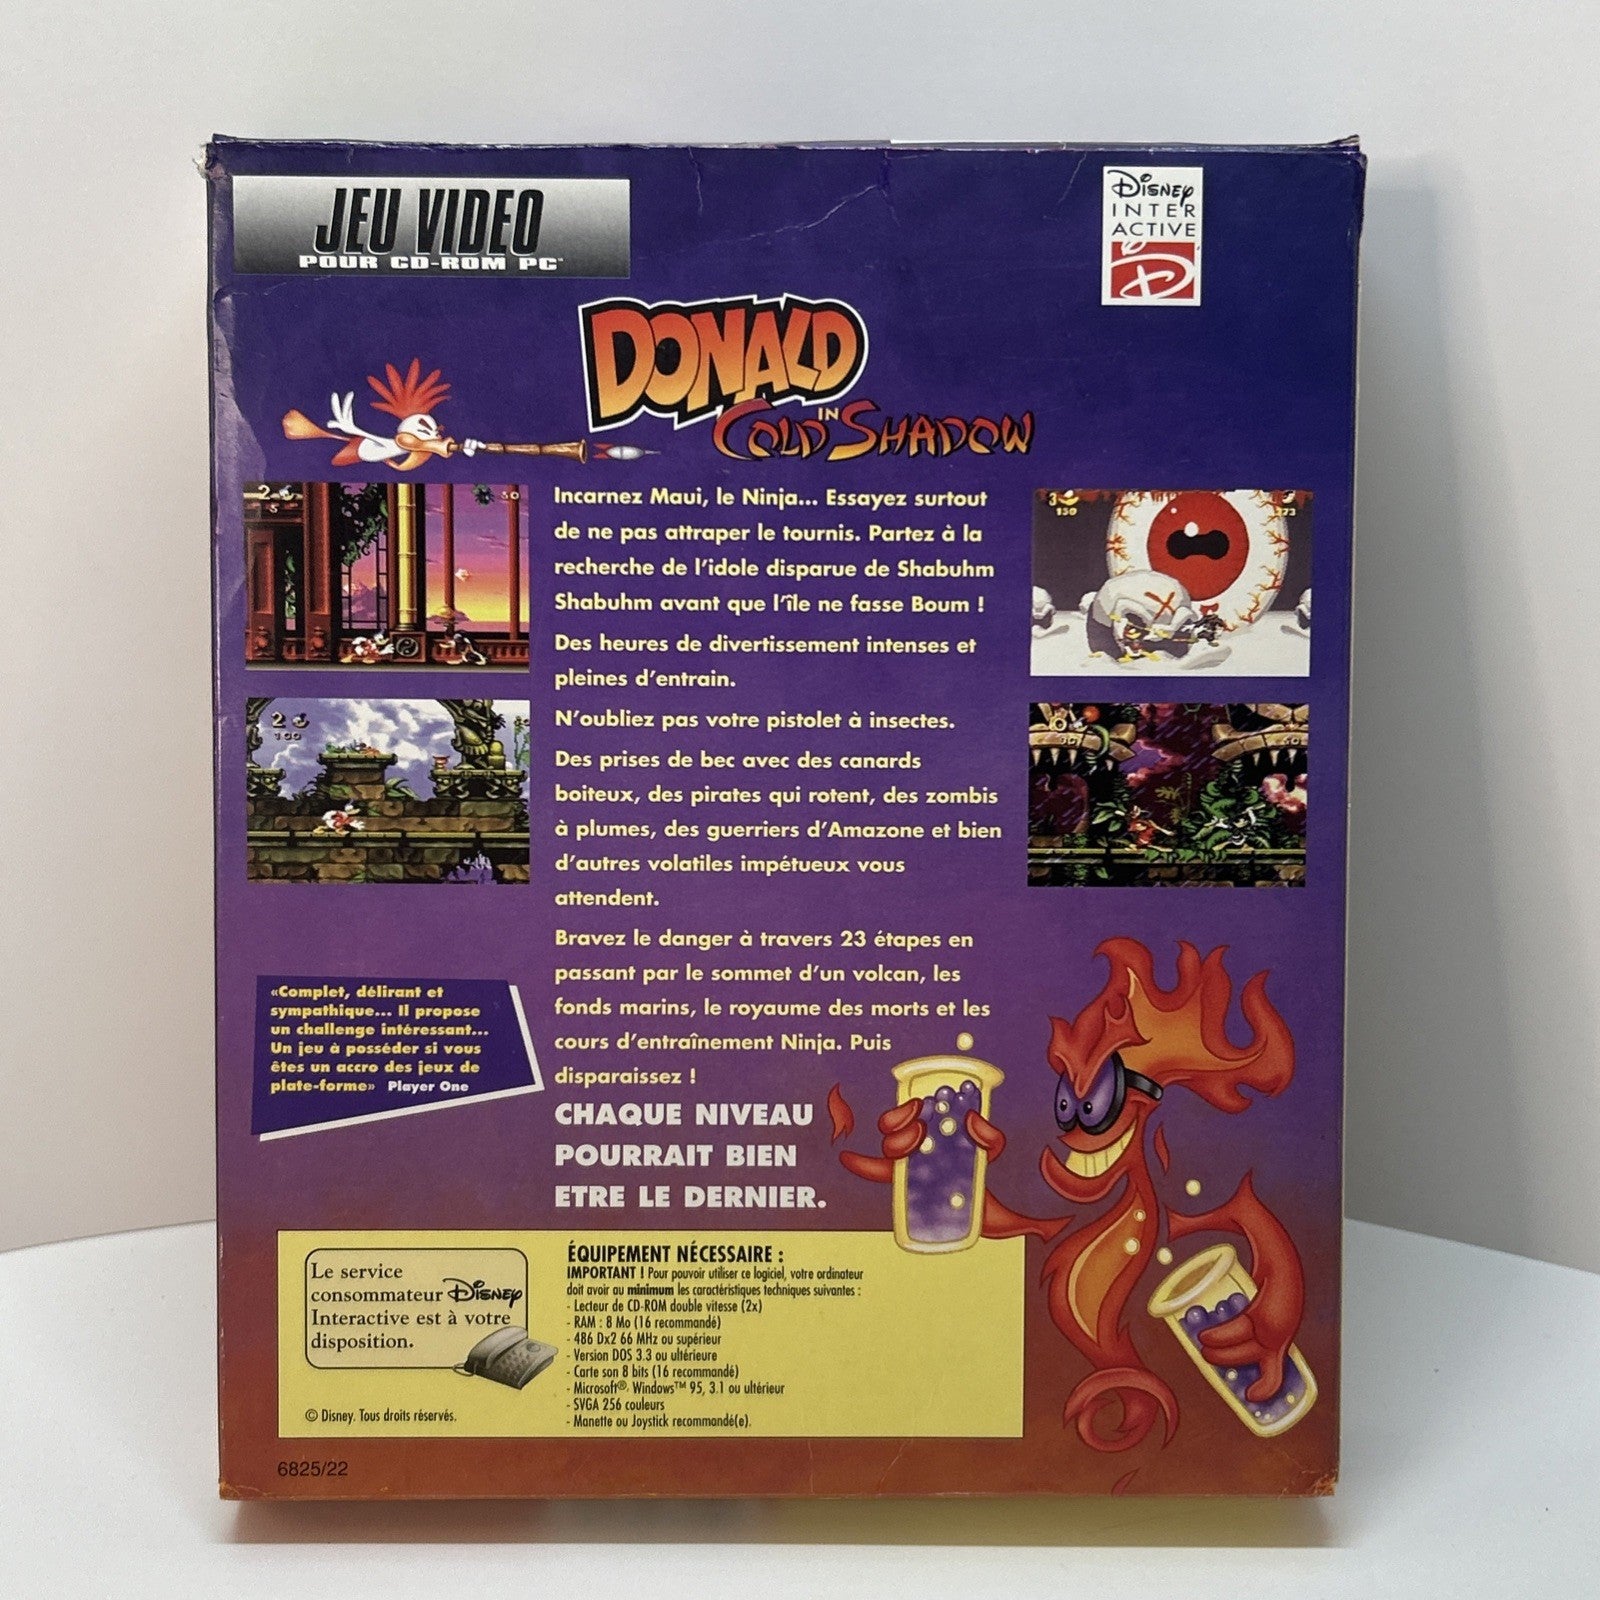 JEU VIDEO
POUR CD-ROM PC
DISNEY
INTER
ACTIVE
DONALD
IN
COLD SHADOW
Incarnez Maui, le Ninja... Essayez surtout
de ne pas attraper le tournis. Partez à la
recherche de l'idole disparue de Shabuhm
Shabuhm avant que l'île ne fasse Boum !
Des heures de divertissement intenses et
pleines d'entrain.
N'oubliez pas votre pistolet à insectes.
Des prises de bec avec des canards
boiteux, des pirates qui rotent, des zombis
à plumes, des guerriers d'Amazone et bien
d'autres volatiles impétueux vous
attendent.
Bravez le danger à travers 23 étapes en
passant par le sommet d'un volcan, les
fonds marins, le royaume des morts et les
cours d'entraînement Ninja. Puis
disparaissez !
CHAQUE NIVEAU
POURRAIT BIEN
ETRE LE DERNIER.
2
5
50
2
100
3
150
«Complet, délirant et
sympathique... Il propose
un challenge intéressant...
Un jeu à posséder si vous
êtes un accro des jeux de
plate-forme» Player One
Le service
consommateur Disney
Interactive est à votre
disposition.
© Disney. Tous droits réservés.
ÉQUIPEMENT NÉCESSAIRE :
IMPORTANT ! Pour pouvoir utiliser ce logiciel, votre ordinateur
doit avoir au minimum les caractéristiques techniques suivantes :
- Lecteur de CD-ROM double vitesse (2x)
- RAM : 8 Mo (16 recommandé)
- 486 Dx2 66 MHz ou supérieur
- Version DOS 3.3 ou ultérieure
- Carte son 8 bits (16 recommandé)
- Microsoft®, Windows™ 95, 3.1 ou ultérieur
- SVGA 256 couleurs
- Manette ou Joystick recommandé(e).
6825/22